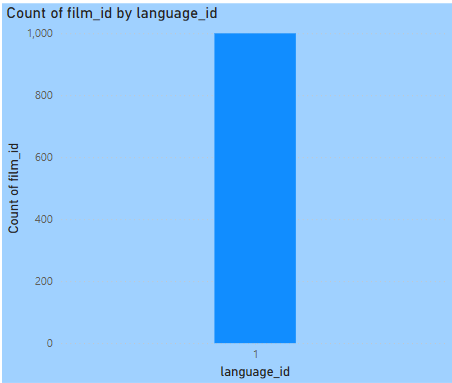 Count of film_id by language_id
1,000
800
600
400
200
0
Count of film_id
1
language_id